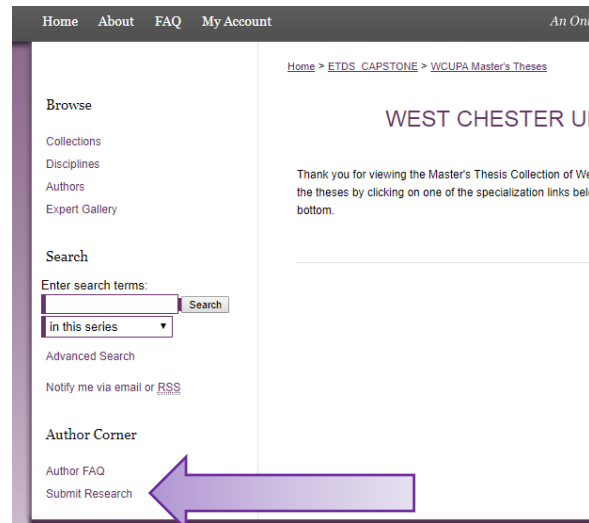 Home About FAQ My Account An
Home > ETDS_CAPSTONE > WCUPA Master's Theses
Browse
Collections
Disciplines
Authors
Expert Gallery
WEST CHESTER
Thank you for viewing the Master's Thesis Collection of
the theses by clicking on one of the specialization links
bottom.
Search
Enter search terms:
Search
in this series
Advanced Search
Notify me via email or RSS
Author Corner
Author FAQ
Submit Research